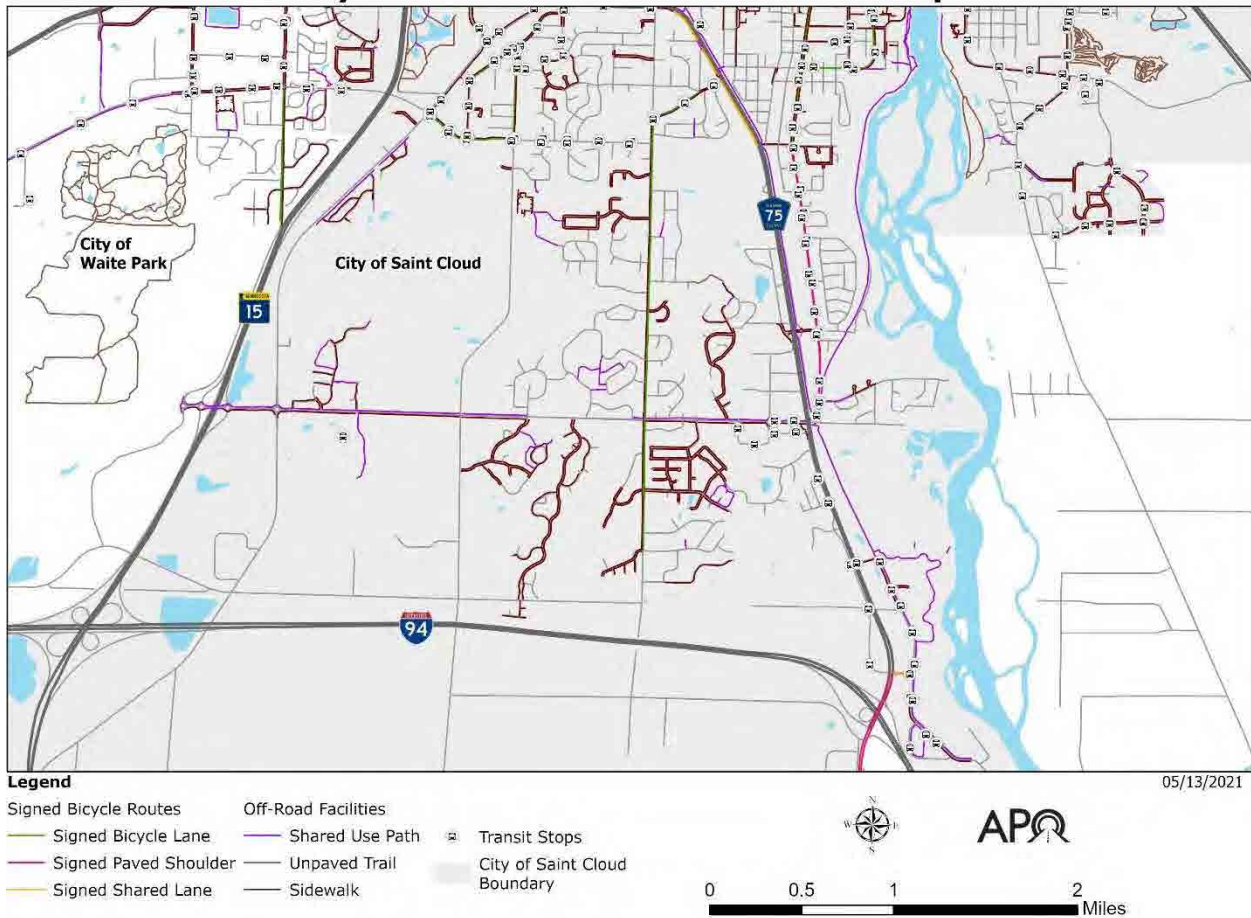 City of
Waite Park
City of Saint Cloud
75
15
94
Legend
05/13/2021
Signed Bicycle Routes
Off-Road Facilities
Signed Bicycle Lane
Shared Use Path
Transit Stops
Signed Paved Shoulder
Unpaved Trail
City of Saint Cloud
Boundary
Signed Shared Lane
Sidewalk
N
W
E
S
APO
0 0.5 1 2
Miles